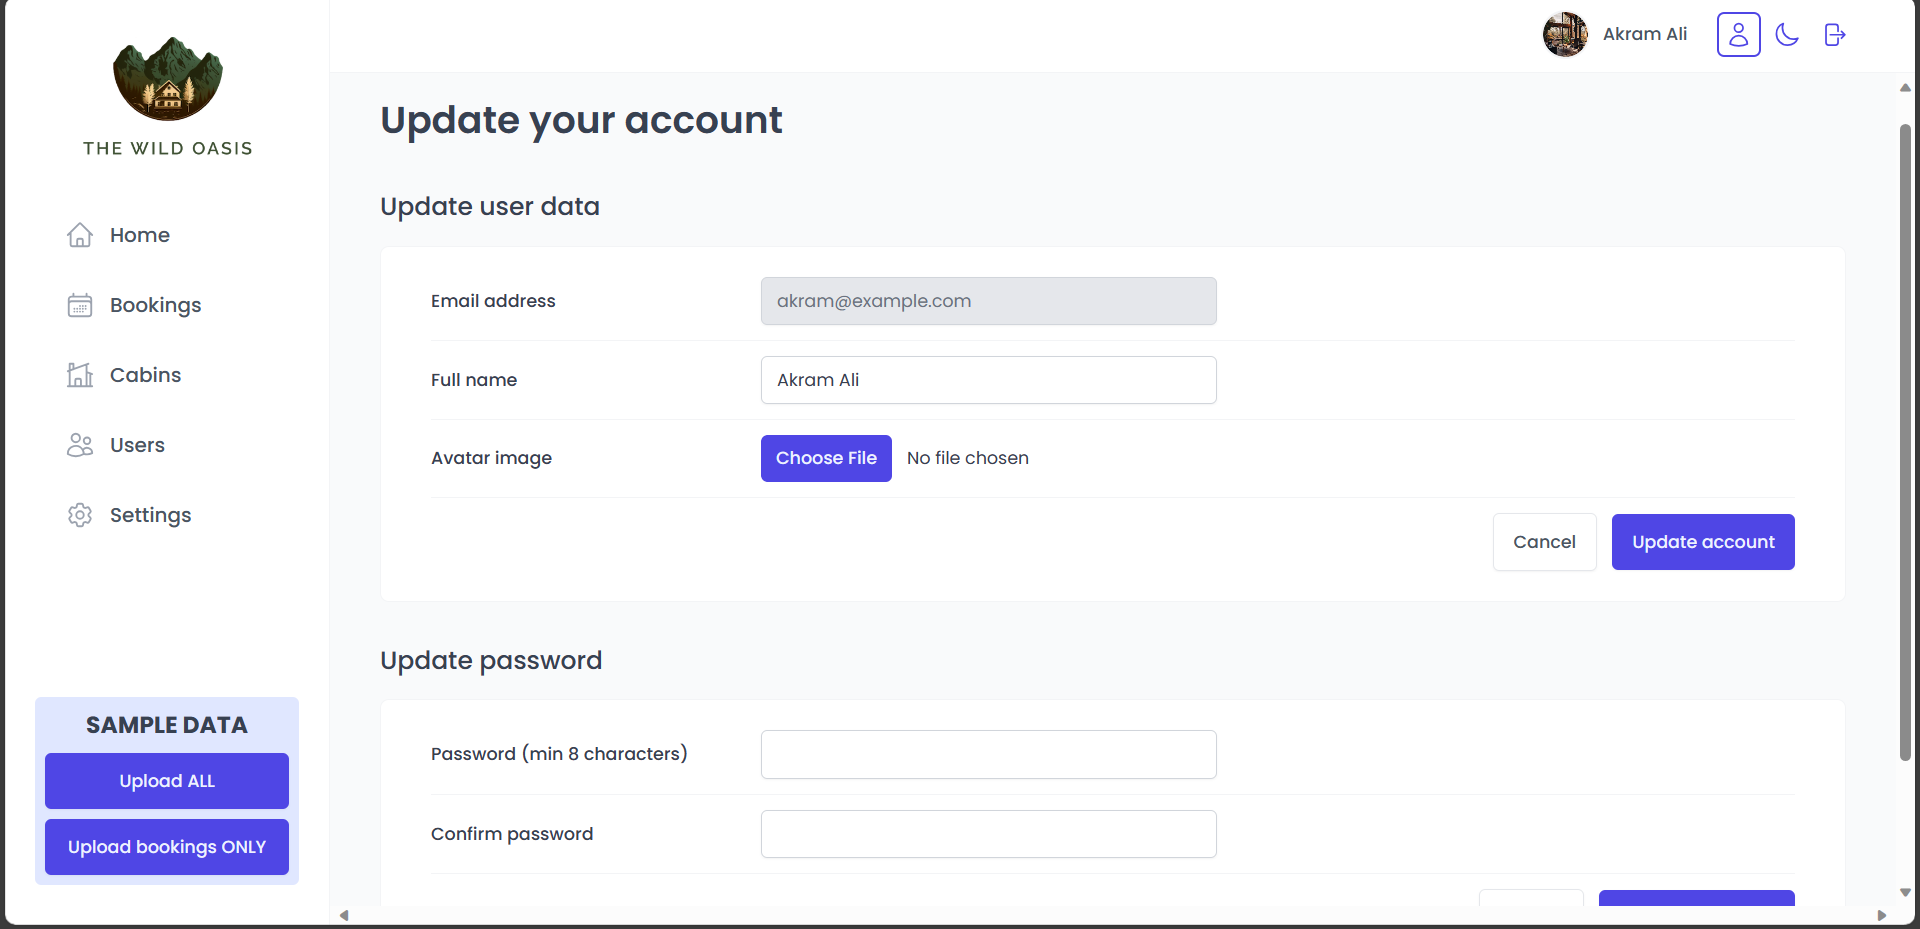 THE WILD OASIS
Home
Bookings
Cabins
Users
Settings
SAMPLE DATA
Upload ALL
Upload bookings ONLY
Akram Ali
Update your account
Update user data
Email address
akram@example.com
Full name
Akram Ali
Avatar image
Choose File No file chosen
Cancel Update account
Update password
Password (min 8 characters)
Confirm password